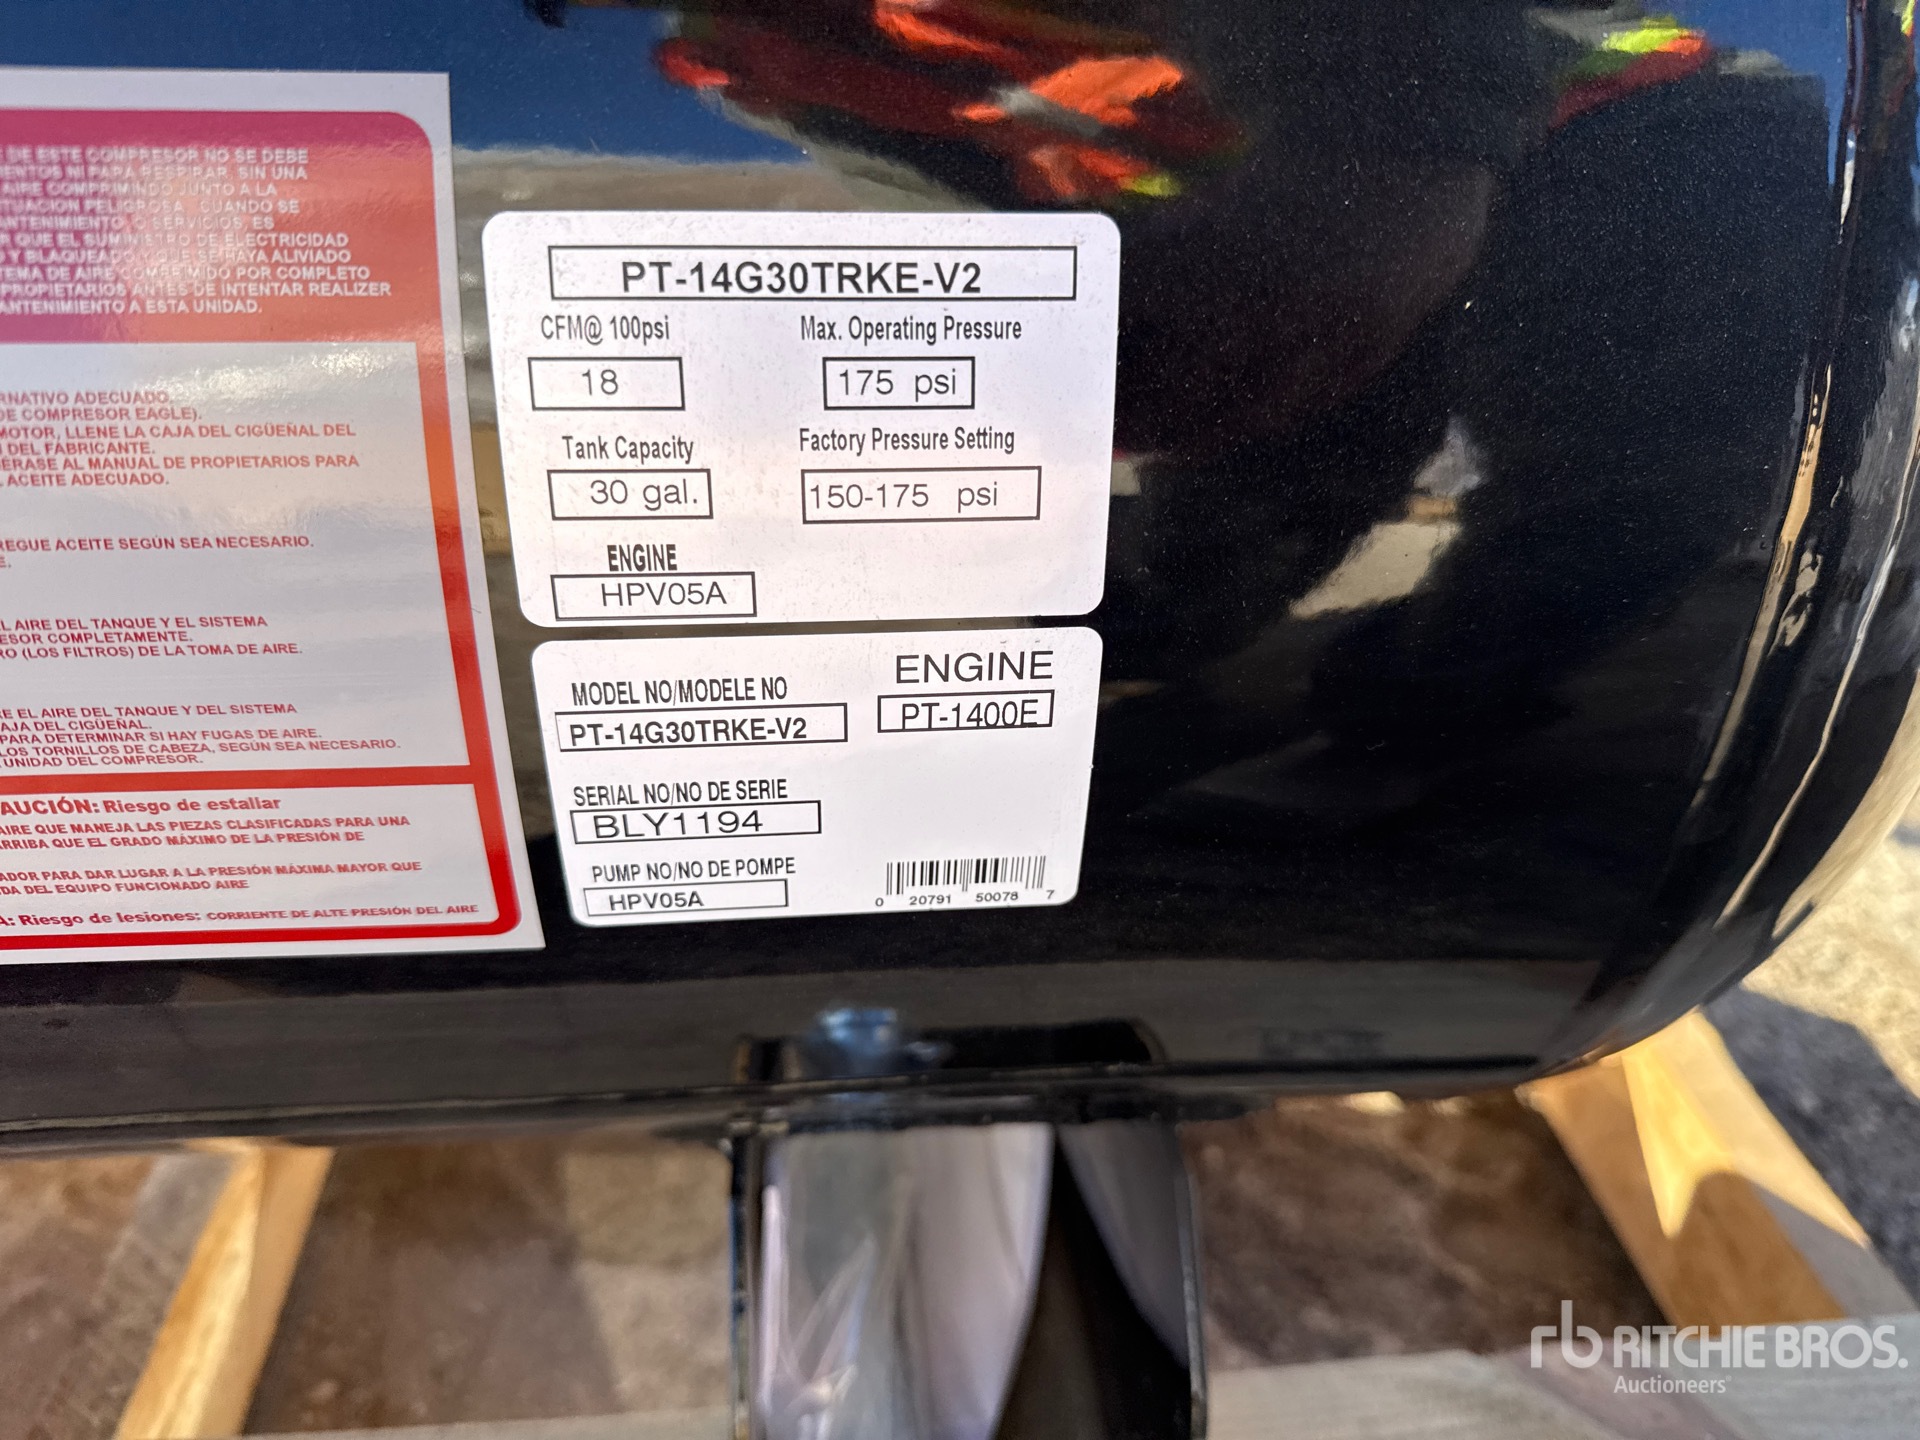 DE ESTE COMPRESOR NO SE DEBE
NI PARA RESPIRAR, SIN UNA
AIRE COMPRIMINDO JUNTO A LA
PELIGROSA, CUANDO SE
O SERVICIOS, ES
QUE EL SUMINISTRO DE ELECTRICIDAD
Y BLAQUEADO Y QUE SE HAYA ALIVIADO
DE AIRE COMPRIMIDO POR COMPLETO
PROPIETARIOS ANTES DE INTENTAR REALIZER
A ESTA UNIDAD.
ADECUADO.
DE COMPRESOR EAGLE).
MOTOR, LLENE LA CAJA DEL CIGÜEÑAL DEL
DEL FABRICANTE.
AL MANUAL DE PROPIETARIOS PARA
ACEITE ADECUADO.
ACEITE SEGÚN SEA NECESARIO.
AIRE DEL TANQUE Y EL SISTEMA
COMPLETAMENTE.
(LOS FILTROS) DE LA TOMA DE AIRE.
EL AIRE DEL TANQUE Y DEL SISTEMA
DEL CIGÜEÑAL.
PARA DETERMINAR SI HAY FUGAS DE AIRE.
LOS TORNILLOS DE CABEZA, SEGÚN SEA NECESARIO.
UNIDAD DEL COMPRESOR.
AUCIÓN: Riesgo de estallar
AIRE QUE MANEJA LAS PIEZAS CLASIFICADAS PARA UNA
QUE EL GRADO MÁXIMO DE LA PRESIÓN DE
PARA DAR LUGAR A LA PRESIÓN MÁXIMA MAYOR QUE
DEL EQUIPO FUNCIONADO AIRE
A: Riesgo de lesiones: CORRIENTE DE ALTE PRESIÓN DEL AIRE
PT-14G30TRKE-V2
CFM@ 100psi Max. Operating Pressure
18 175 psi
Tank Capacity Factory Pressure Setting
30 gal. 150-175 psi
ENGINE
HPV05A
MODEL NO/MODELE NO ENGINE
PT-14G30TRKE-V2 PT-1400E
SERIAL NO/NO DE SERIE
BLY1194
PUMP NO/NO DE POMPE
HPV05A
0 20791 50078 7
rb RITCHIE BROS.
Auctioneers